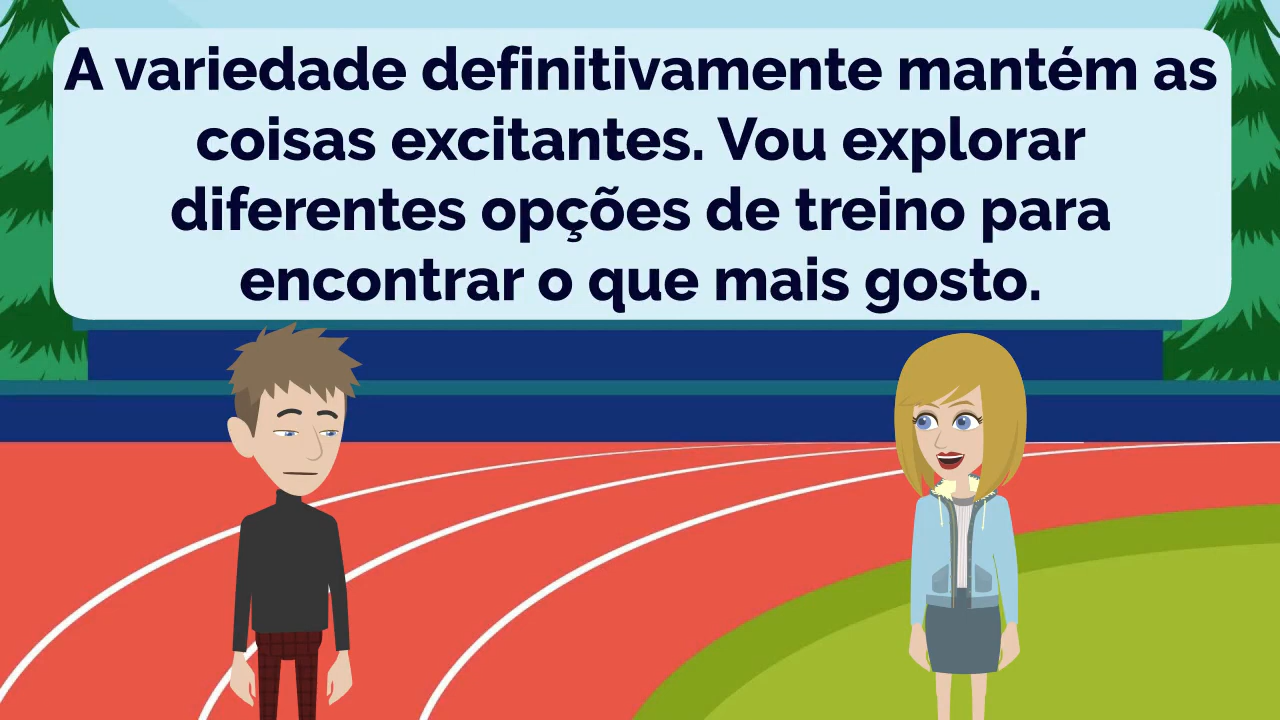 A variedade definitivamente mantém as
coisas excitantes. Vou explorar
diferentes opções de treino para
encontrar o que mais gosto.